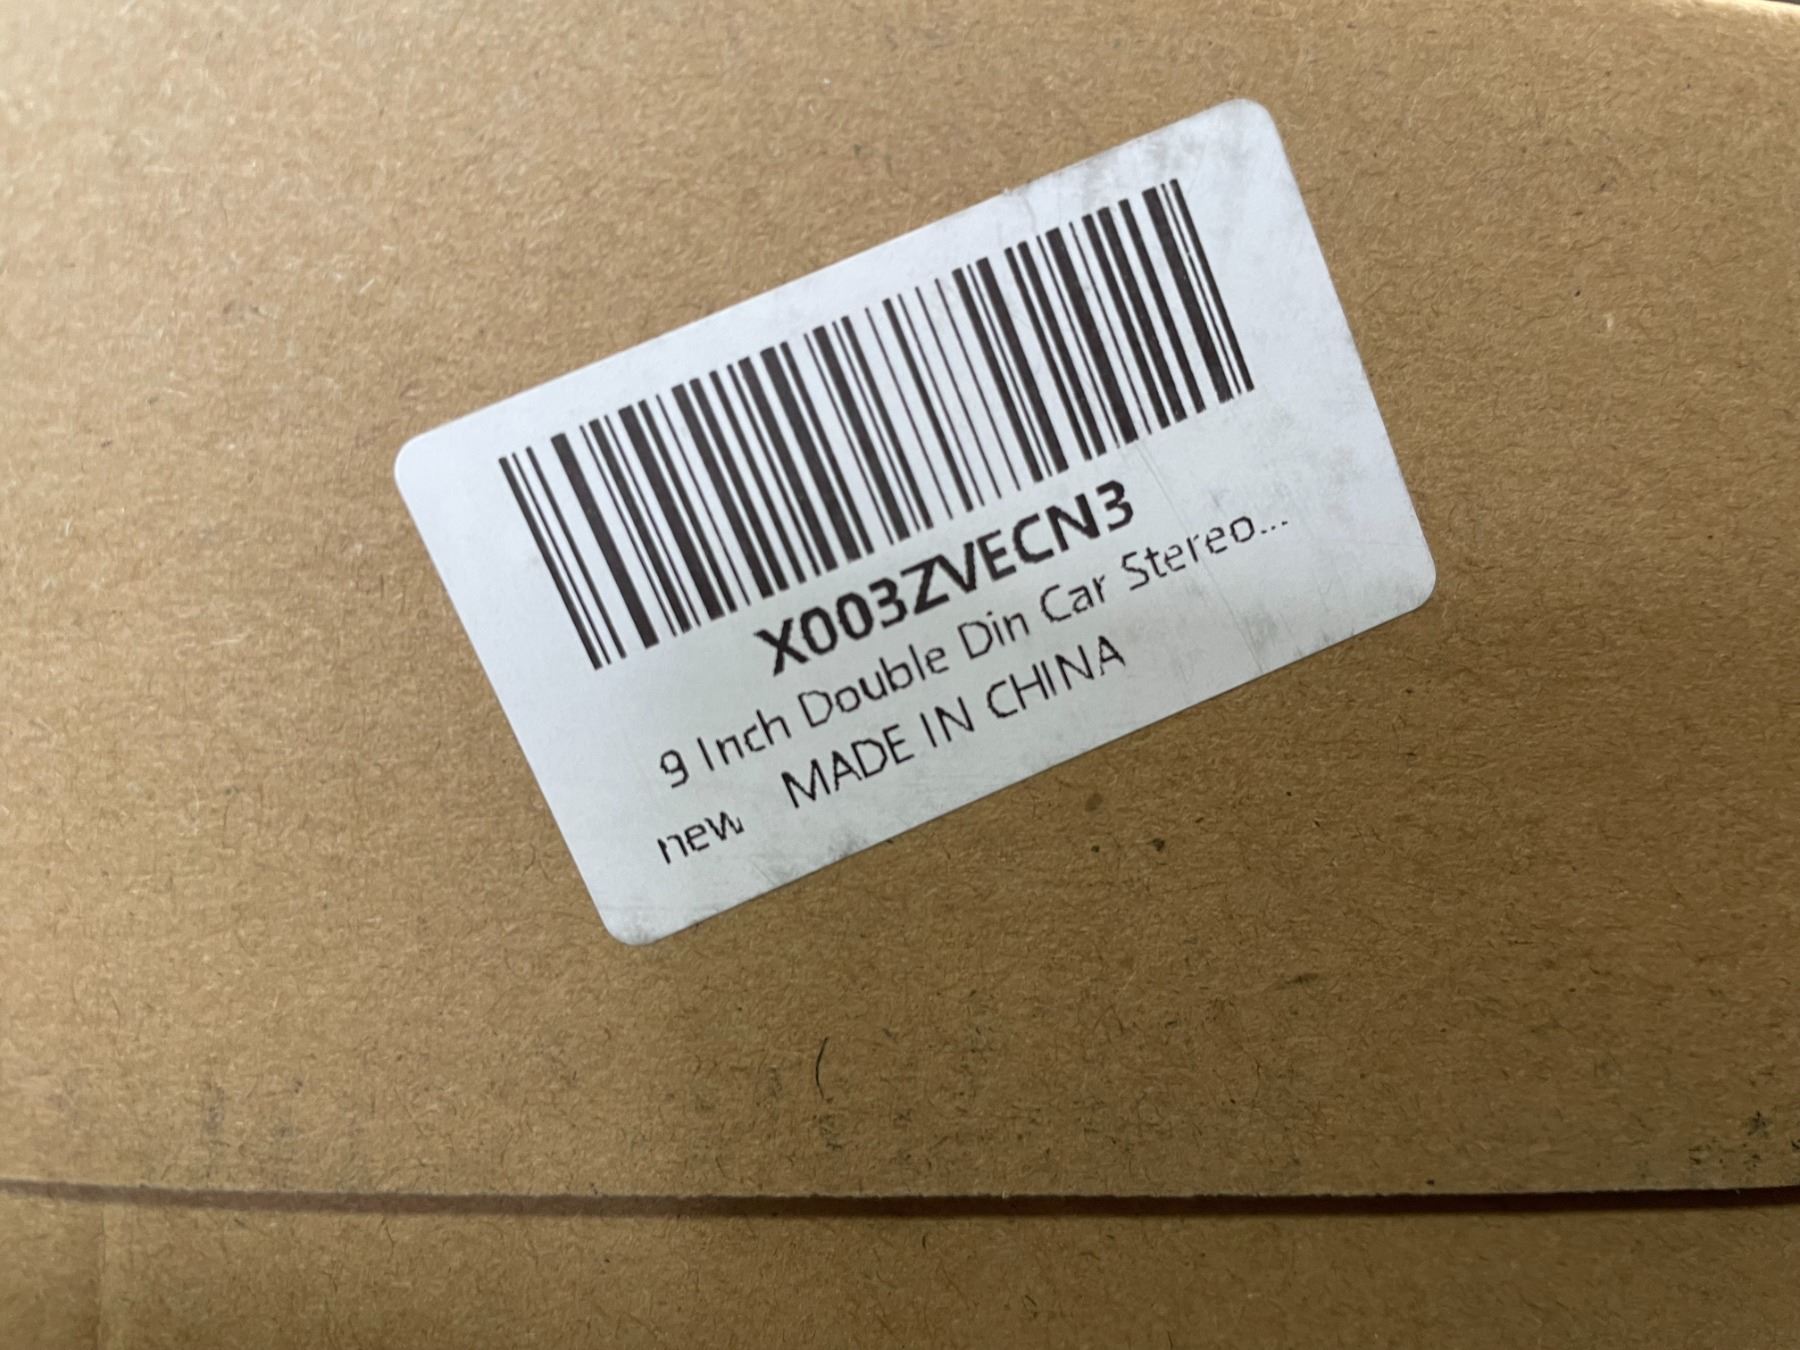 X003ZVECN3
9 Inch Double Din Car Stereo...
new MADE IN CHINA